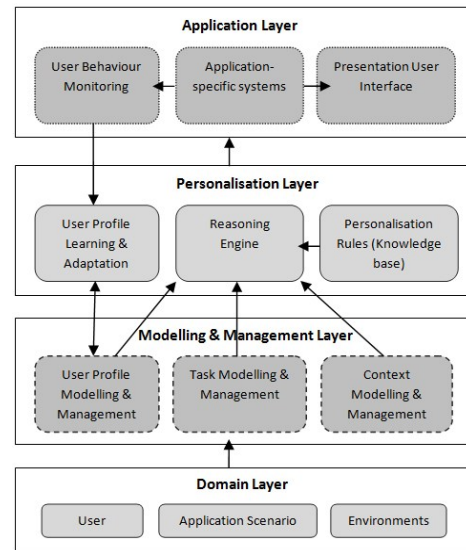 Application Layer
User Behaviour
Monitoring
Application-
specific systems
Presentation User
Interface
Personalisation Layer
User Profile
Learning &
Adaptation
Reasoning
Engine
Personalisation
Rules (Knowledge
base)
Modelling & Management Layer
User Profile
Modelling &
Management
Task Modelling &
Management
Context
Modelling &
Management
Domain Layer
User
Application Scenario
Environments